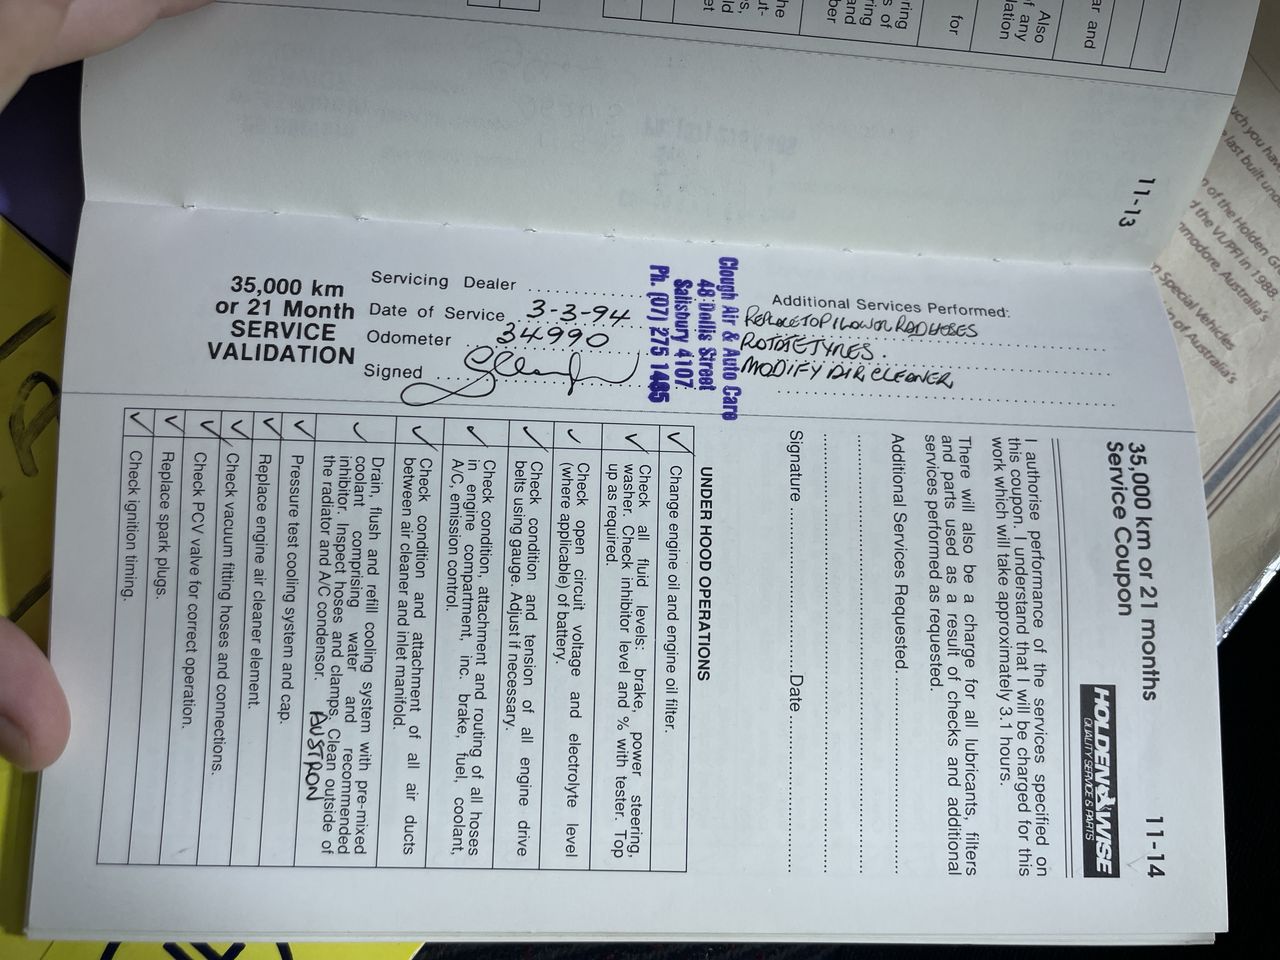 11-13
35,000 km
or 21 Month
SERVICE
VALIDATION
Servicing Dealer
Date of Service 3-3-94
Odometer 34990
Signed
Clough Air & Auto Care
48 Dollis Street
Salisbury 4107
Ph. (07) 275 1485
Additional Services Performed:
REPLACE TOP / LOWER RAD HOSES
ROTATE TYRES.
MODIFY AIR CLEANER
35,000 km or 21 months
Service Coupon
11-14
HOLDEN WISE
QUALITY SERVICE & PARTS
I authorise performance of the services specified on
this coupon. I understand that I will be charged for this
work which will take approximately 3.1 hours.
There will also be a charge for all lubricants, filters
and parts used as a result of checks and additional
services performed as requested.
Additional Services Requested
Signature Date
UNDER HOOD OPERATIONS
✓ Change engine oil and engine oil filter.
✓ Check all fluid levels: brake, power steering,
washer. Check inhibitor level and % with tester. Top
up as required.
✓ Check open circuit voltage and electrolyte level
(where applicable) of battery.
✓ Check condition and tension of all engine drive
belts using gauge. Adjust if necessary.
✓ Check condition, attachment and routing of all hoses
in engine compartment, inc. brake, fuel, coolant,
A/C, emission control.
✓ Check condition and attachment of all air ducts
between air cleaner and inlet manifold.
✓ Drain, flush and refill cooling system with pre-mixed
coolant comprising water and recommended
inhibitor. Inspect hoses and clamps. Clean outside of
the radiator and A/C condensor. AUSTRON
✓ Pressure test cooling system and cap.
✓ Replace engine air cleaner element.
✓ Check vacuum fitting hoses and connections.
✓ Check PCV valve for correct operation.
✓ Replace spark plugs.
✓ Check ignition timing.